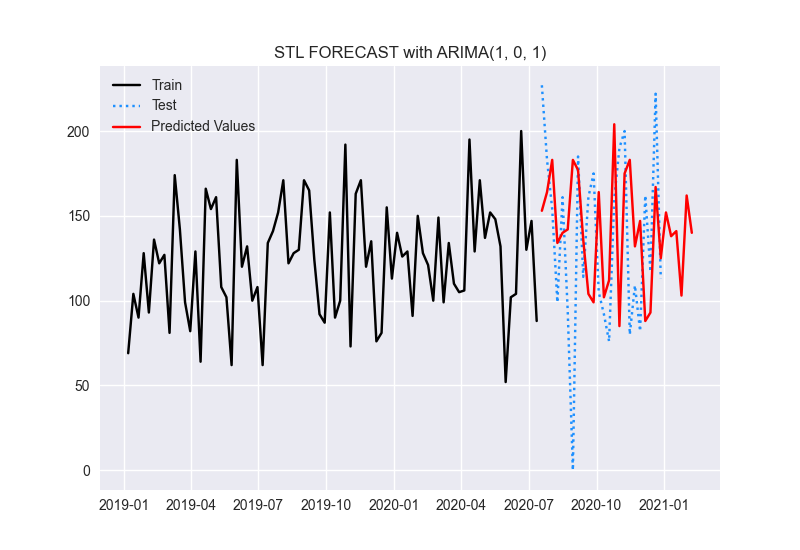 STL FORECAST with ARIMA(1, 0, 1)
Train
Test
Predicted Values
200
150
100
50
0
2019-01 2019-04 2019-07 2019-10 2020-01 2020-04 2020-07 2020-10 2021-01